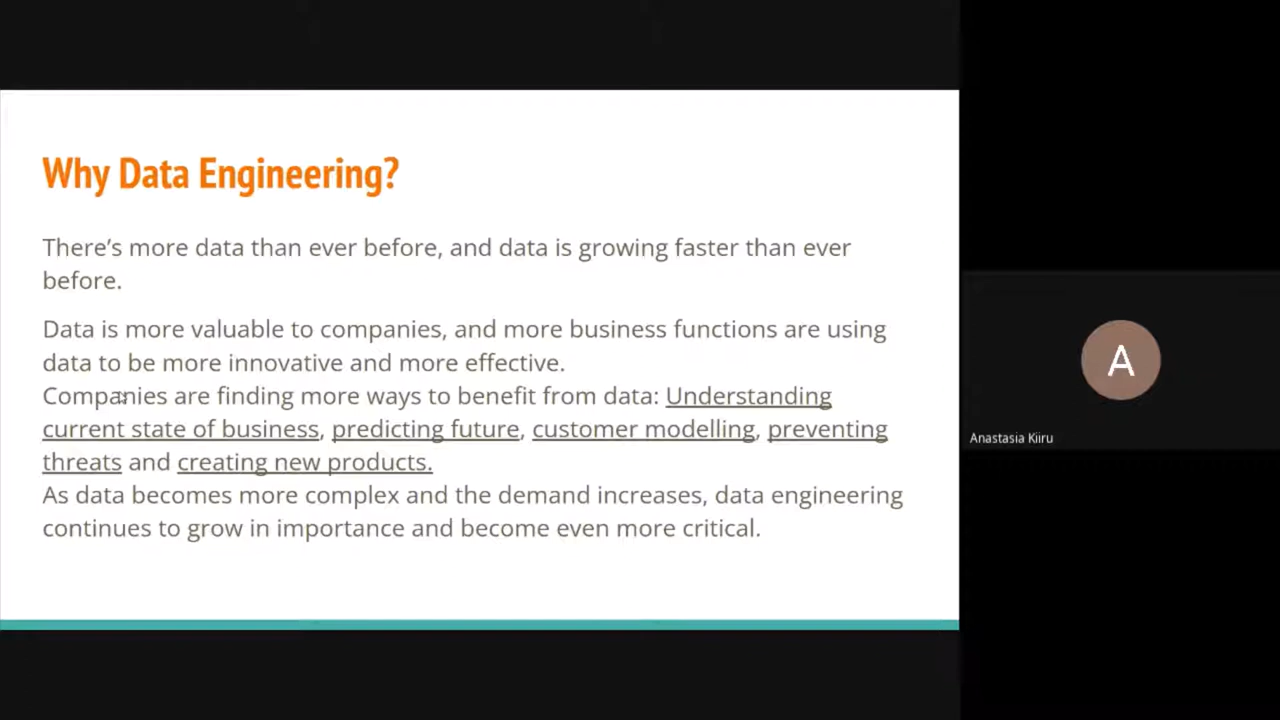 Why Data Engineering?
There's more data than ever before, and data is growing faster than ever
before.
Data is more valuable to companies, and more business functions are using
data to be more innovative and more effective.
Companies are finding more ways to benefit from data: Understanding
current state of business, predicting future, customer modelling, preventing
threats and creating new products.
As data becomes more complex and the demand increases, data engineering
continues to grow in importance and become even more critical.
A
Anastasia Kiiru